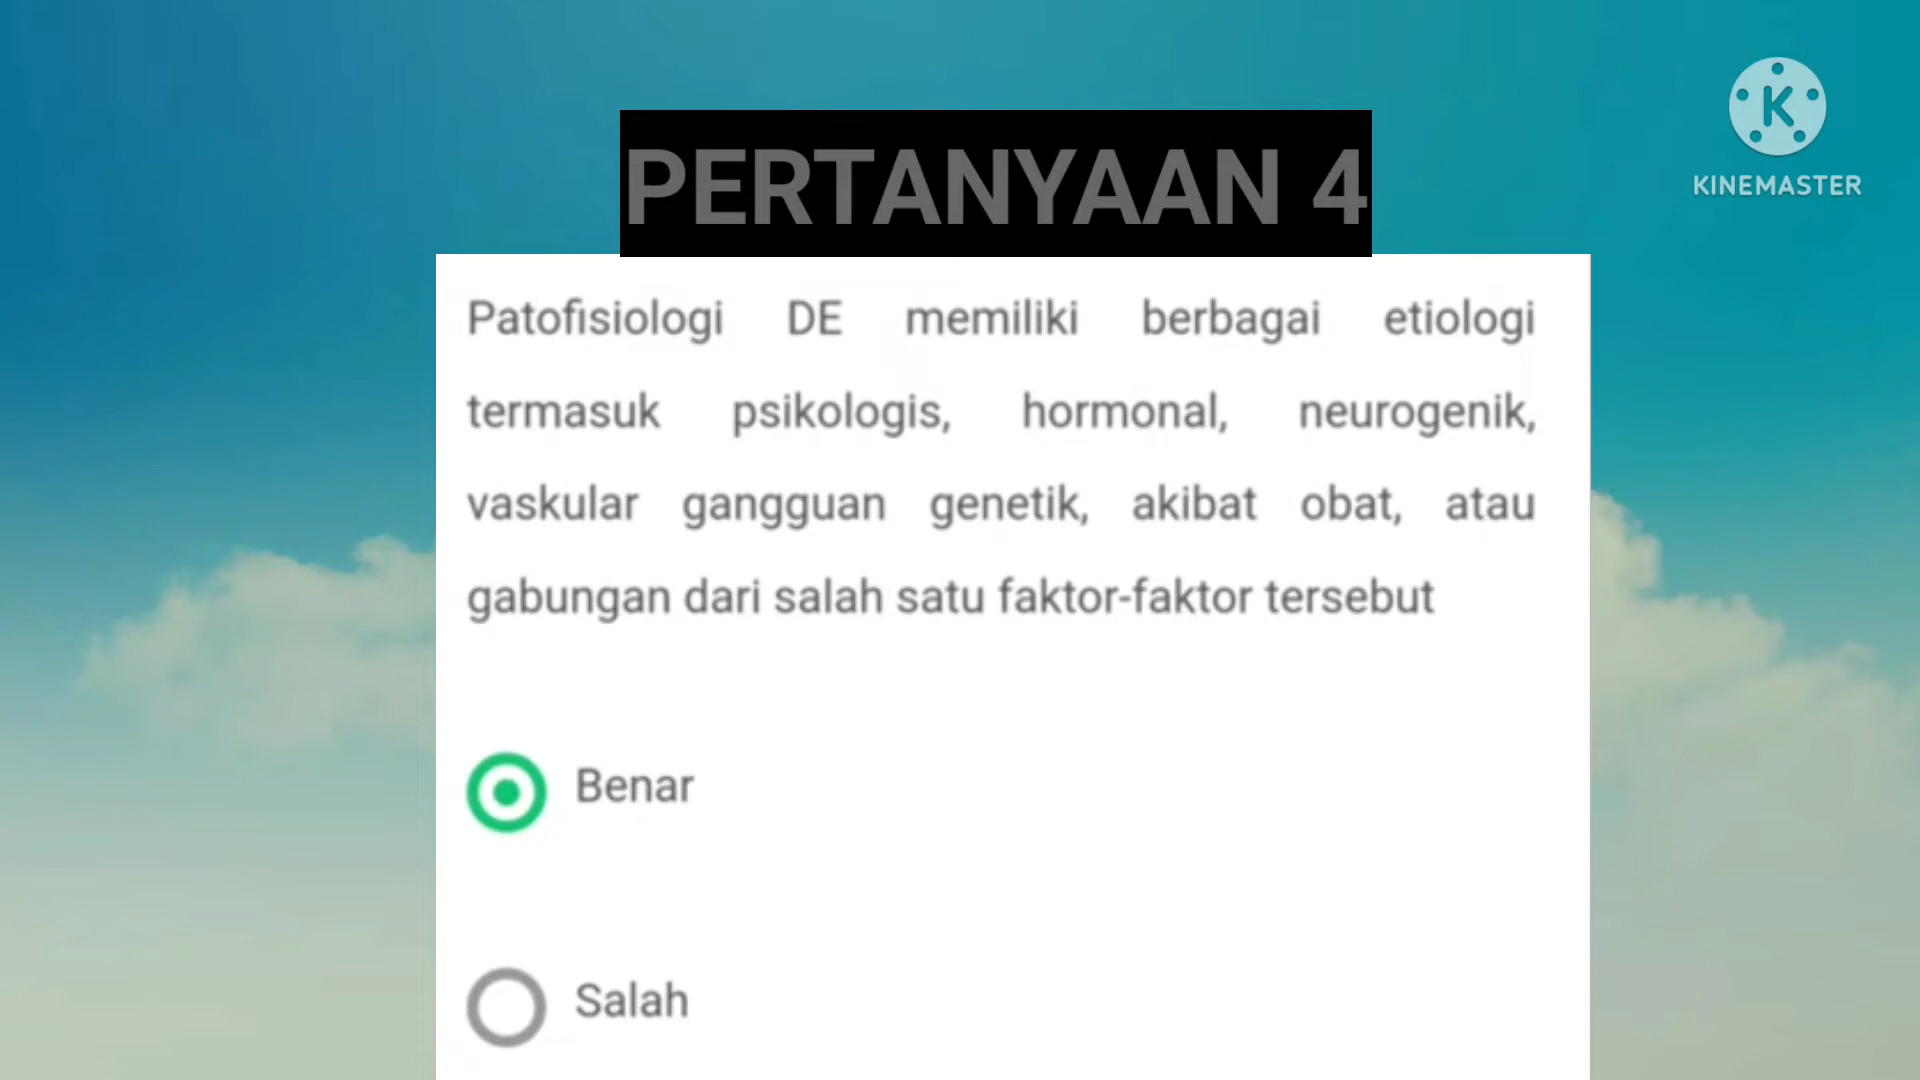 K
KINEMASTER
PERTANYAAN 4
Patofisiologi DE memiliki berbagai etiologi
termasuk psikologis, hormonal, neurogenik,
vaskular gangguan genetik, akibat obat, atau
gabungan dari salah satu faktor-faktor tersebut
Benar
Salah